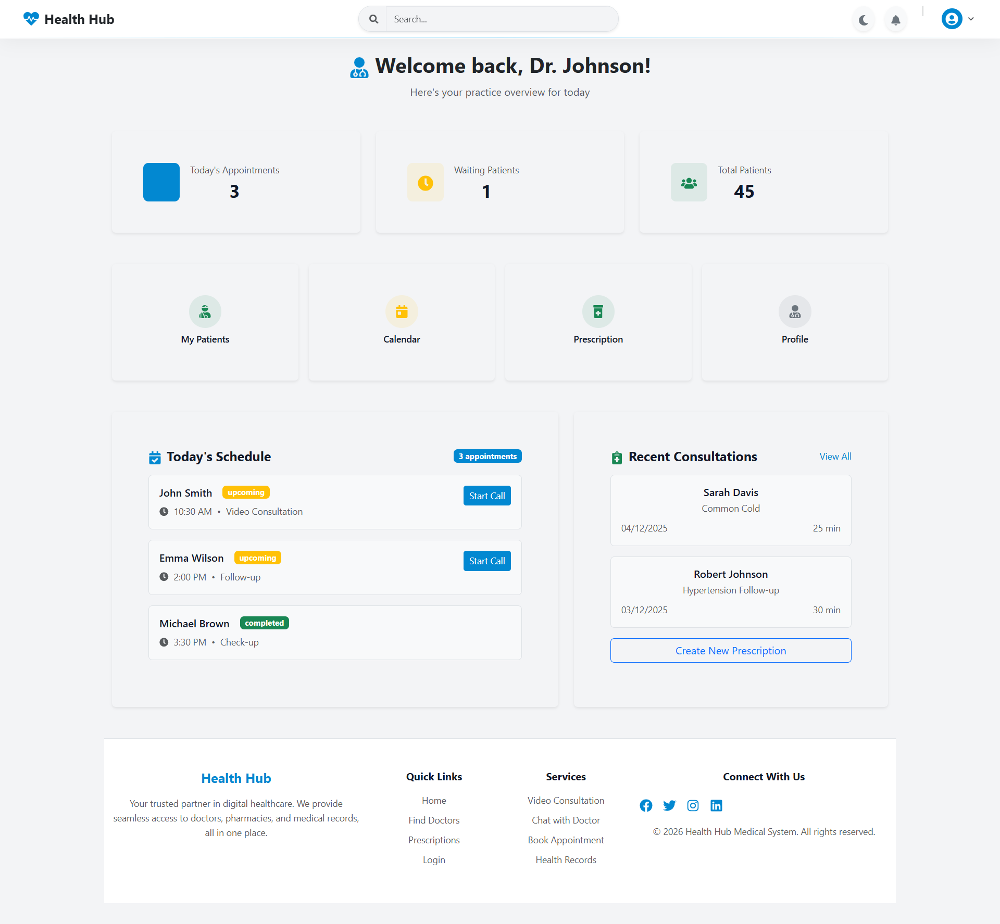 Health Hub
Search...
Welcome back, Dr. Johnson!
Here's your practice overview for today
Today's Appointments
3
Waiting Patients
1
Total Patients
45
My Patients
Calendar
Prescription
Profile
Today's Schedule
3 appointments
John Smith
upcoming
Start Call
10:30 AM • Video Consultation
Emma Wilson
upcoming
Start Call
2:00 PM • Follow-up
Michael Brown
completed
3:30 PM • Check-up
Recent Consultations
View All
Sarah Davis
Common Cold
04/12/2025
25 min
Robert Johnson
Hypertension Follow-up
03/12/2025
30 min
Create New Prescription
Health Hub
Your trusted partner in digital healthcare. We provide
seamless access to doctors, pharmacies, and medical records,
all in one place.
Quick Links
Home
Find Doctors
Prescriptions
Login
Services
Video Consultation
Chat with Doctor
Book Appointment
Health Records
Connect With Us
© 2026 Health Hub Medical System. All rights reserved.